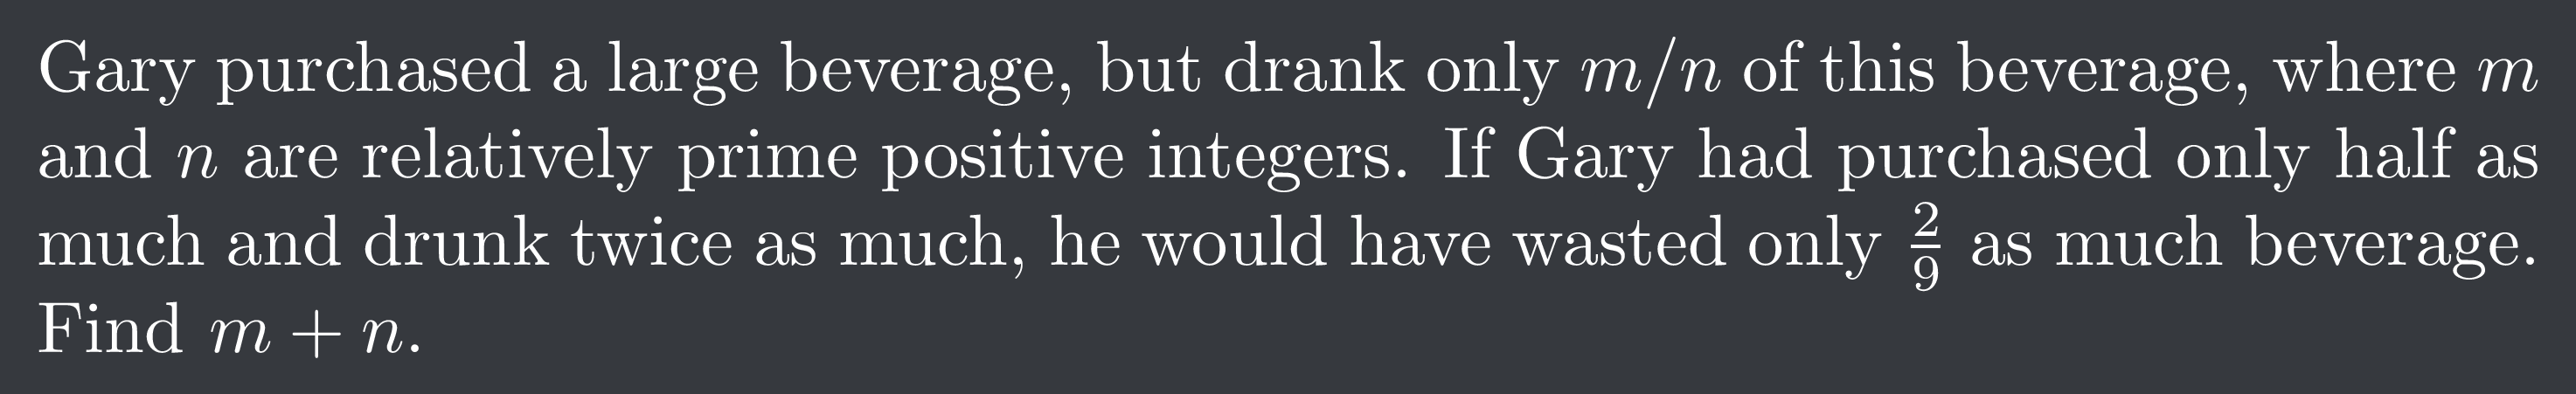 Gary purchased a large beverage, but drank only m/n of this beverage, where m
and n are relatively prime positive integers. If Gary had purchased only half as
much and drunk twice as much, he would have wasted only 2/9 as much beverage.
Find m + n.